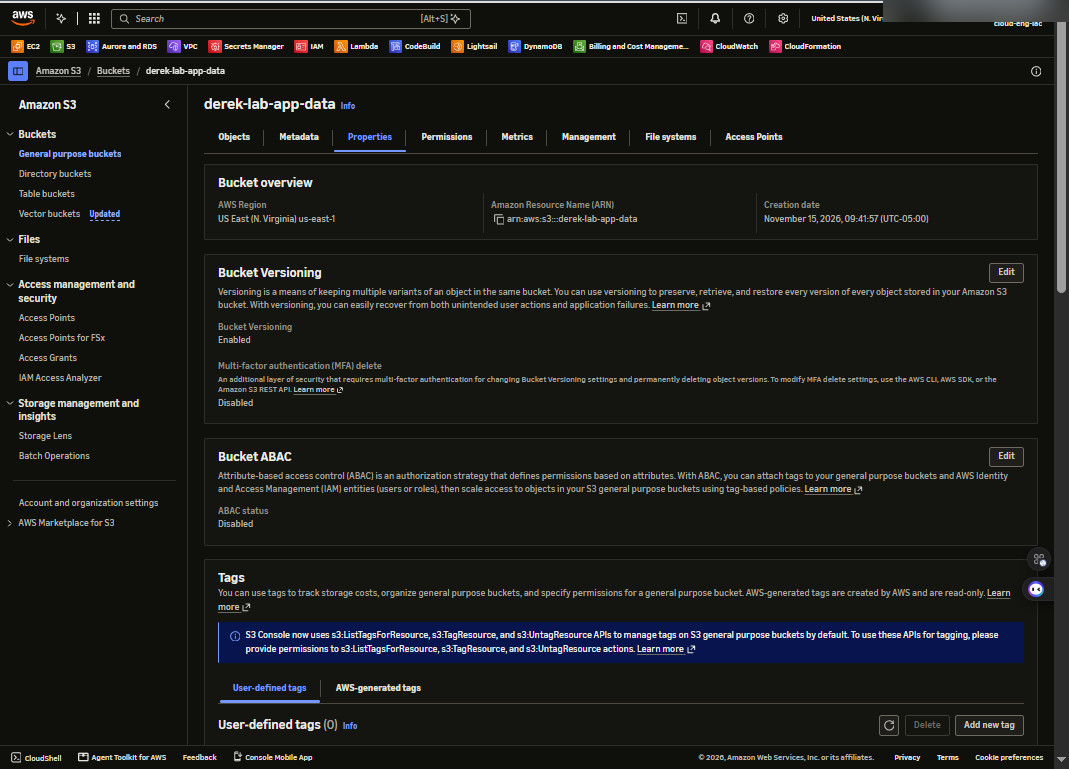 aws
Search
[Alt+S]
United States (N. Vir
cloud-eng-lac
EC2
S3
Aurora and RDS
VPC
Secrets Manager
IAM
Lambda
CodeBuild
Lightsail
DynamoDB
Billing and Cost Manageme...
CloudWatch
CloudFormation
Amazon S3 / Buckets / derek-lab-app-data
Amazon S3
Buckets
General purpose buckets
Directory buckets
Table buckets
Vector buckets Updated
Files
File systems
Access management and
security
Access Points
Access Points for FSx
Access Grants
IAM Access Analyzer
Storage management and
insights
Storage Lens
Batch Operations
Account and organization settings
AWS Marketplace for S3
derek-lab-app-data Info
Objects
Metadata
Properties
Permissions
Metrics
Management
File systems
Access Points
Bucket overview
AWS Region
US East (N. Virginia) us-east-1
Amazon Resource Name (ARN)
arn:aws:s3:::derek-lab-app-data
Creation date
November 15, 2026, 09:41:57 (UTC-05:00)
Bucket Versioning
Edit
Versioning is a means of keeping multiple variants of an object in the same bucket. You can use versioning to preserve, retrieve, and restore every version of every object stored in your Amazon S3
bucket. With versioning, you can easily recover from both unintended user actions and application failures. Learn more
Bucket Versioning
Enabled
Multi-factor authentication (MFA) delete
An additional layer of security that requires multi-factor authentication for changing Bucket Versioning settings and permanently deleting object versions. To modify MFA delete settings, use the AWS CLI, AWS SDK, or the
Amazon S3 REST API. Learn more
Disabled
Bucket ABAC
Edit
Attribute-based access control (ABAC) is an authorization strategy that defines permissions based on attributes. With ABAC, you can attach tags to your general purpose buckets and AWS Identity
and Access Management (IAM) entities (users or roles), then scale access to objects in your S3 general purpose buckets using tag-based policies. Learn more
ABAC status
Disabled
Tags
You can use tags to track storage costs, organize general purpose buckets, and specify permissions for a general purpose bucket. AWS-generated tags are created by AWS and are read-only. Learn
more
S3 Console now uses s3:ListTagsForResource, s3:TagResource, and s3:UntagResource APIs to manage tags on S3 general purpose buckets by default. To use these APIs for tagging, please
provide permissions to s3:ListTagsForResource, s3:TagResource, and s3:UntagResource actions. Learn more
User-defined tags
AWS-generated tags
User-defined tags (0) Info
Delete
Add new tag
CloudShell
Agent Toolkit for AWS
Feedback
Console Mobile App
© 2026, Amazon Web Services, Inc. or its affiliates.
Privacy
Terms
Cookie preferences